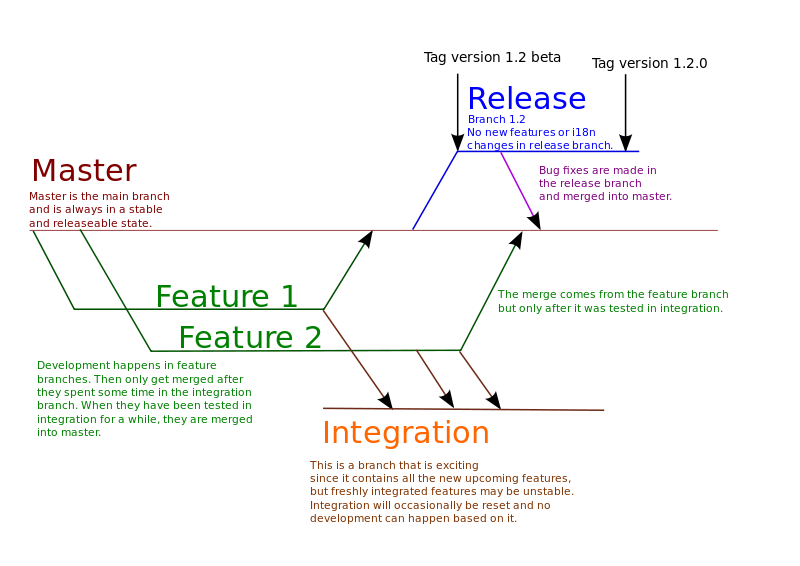 Tag version 1.2 beta
Tag version 1.2.0
Release
Branch 1.2
No new features or i18n
changes in release branch.
Master
Master is the main branch
and is always in a stable
and releaseable state.
Bug fixes are made in
the release branch
and merged into master.
Feature 1
The merge comes from the feature branch
but only after it was tested in integration.
Feature 2
Development happens in feature
branches. Then only get merged after
they spent some time in the integration
branch. When they have been tested in
integration for a while, they are merged
into master.
Integration
This is a branch that is exciting
since it contains all the new upcoming features,
but freshly integrated features may be unstable.
Integration will occasionally be reset and no
development can happen based on it.